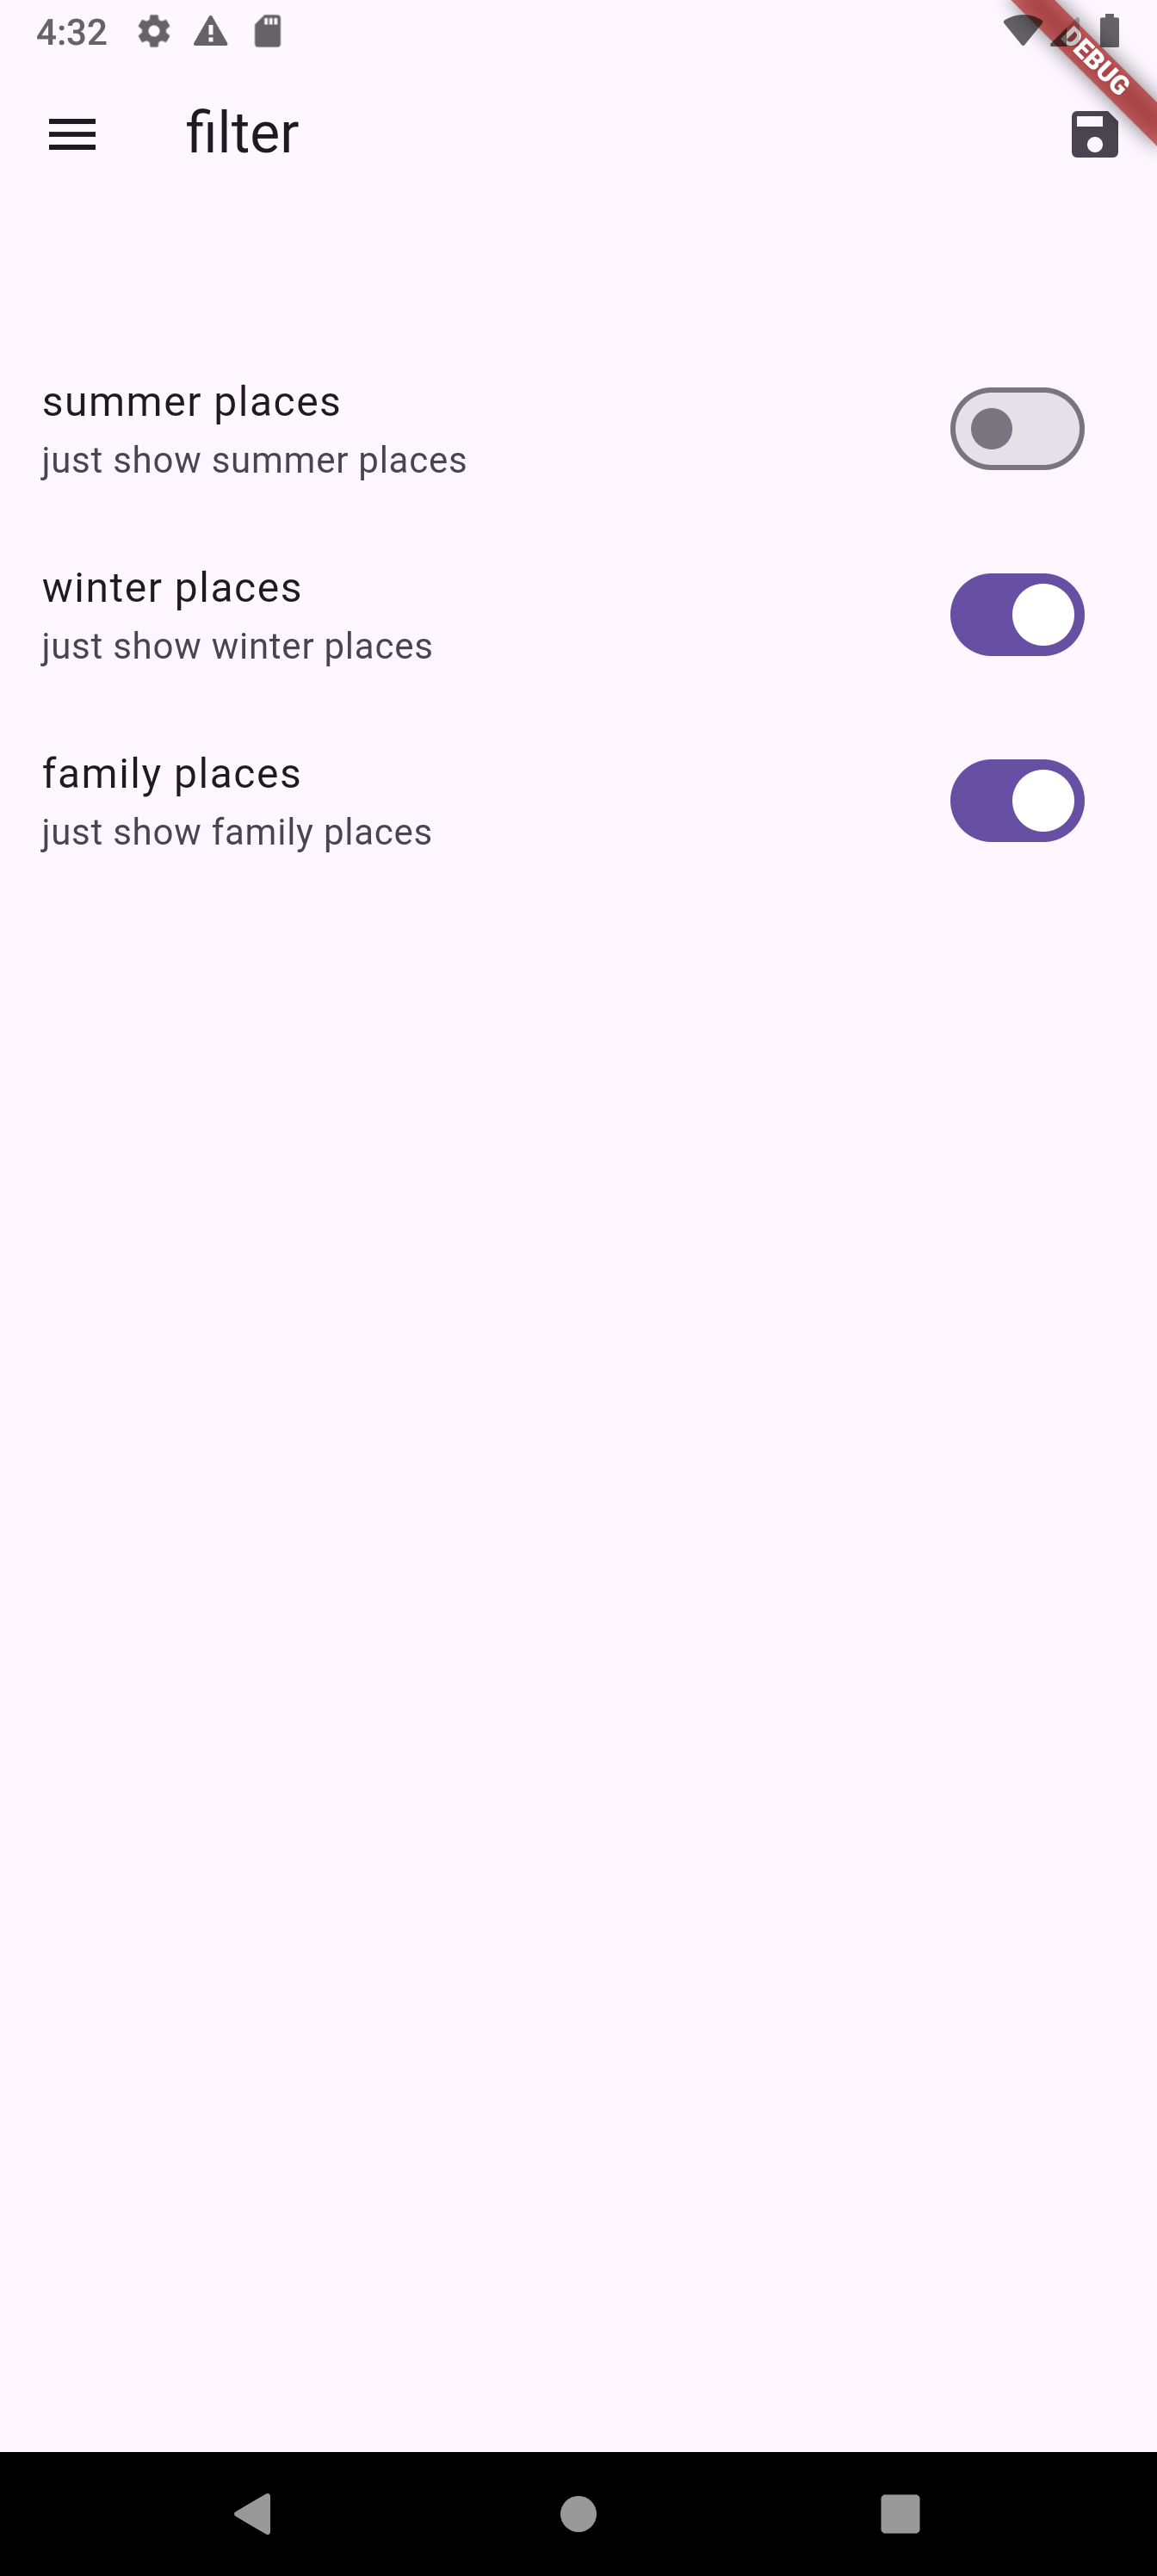 4:32
DEBUG
filter
summer places
just show summer places
winter places
just show winter places
family places
just show family places